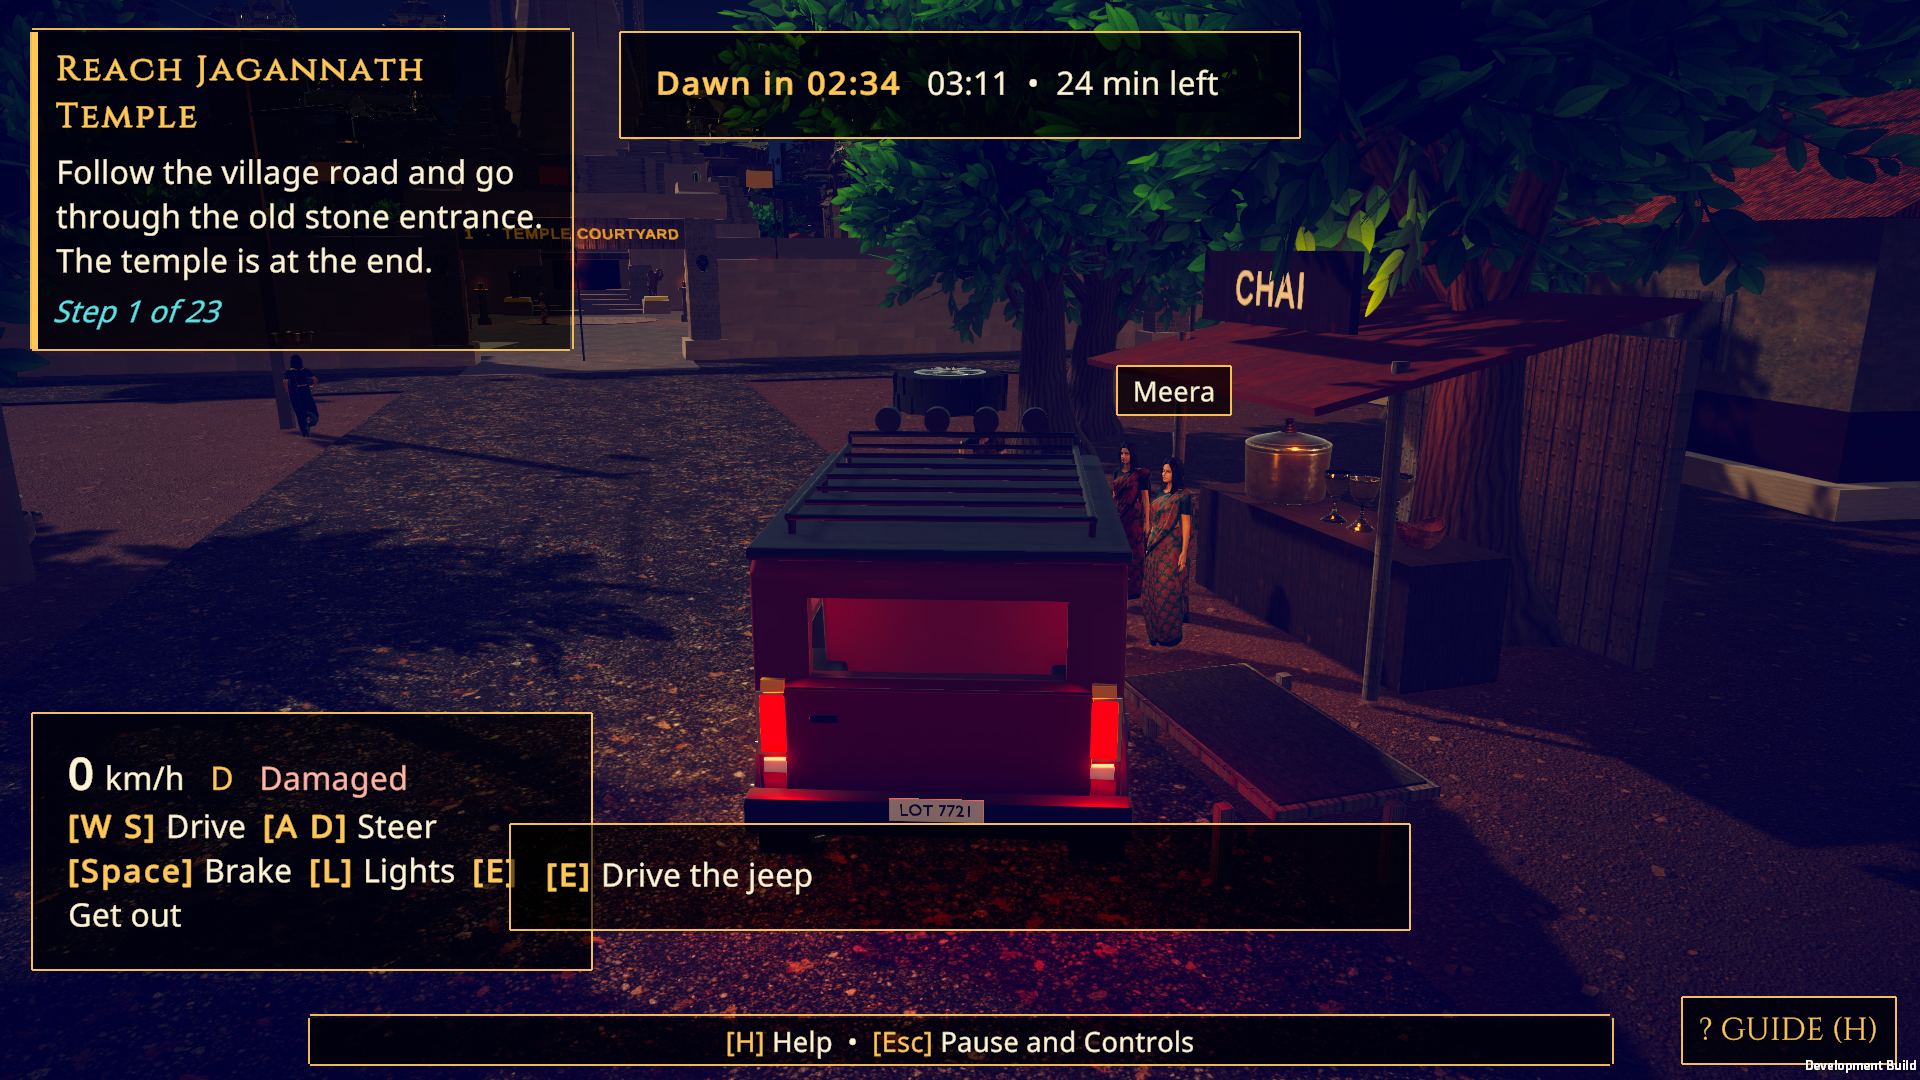 REACH JAGANNATH
TEMPLE
Follow the village road and go
through the old stone entrance.
The temple is at the end.
Step 1 of 23
Dawn in 02:34 03:11 • 24 min left
1 · TEMPLE COURTYARD
CHAI
Meera
0 km/h D Damaged
[W S] Drive [A D] Steer
[Space] Brake [L] Lights [E]
Get out
LOT 7721
[E] Drive the jeep
[H] Help • [Esc] Pause and Controls
? GUIDE (H)
Development Build